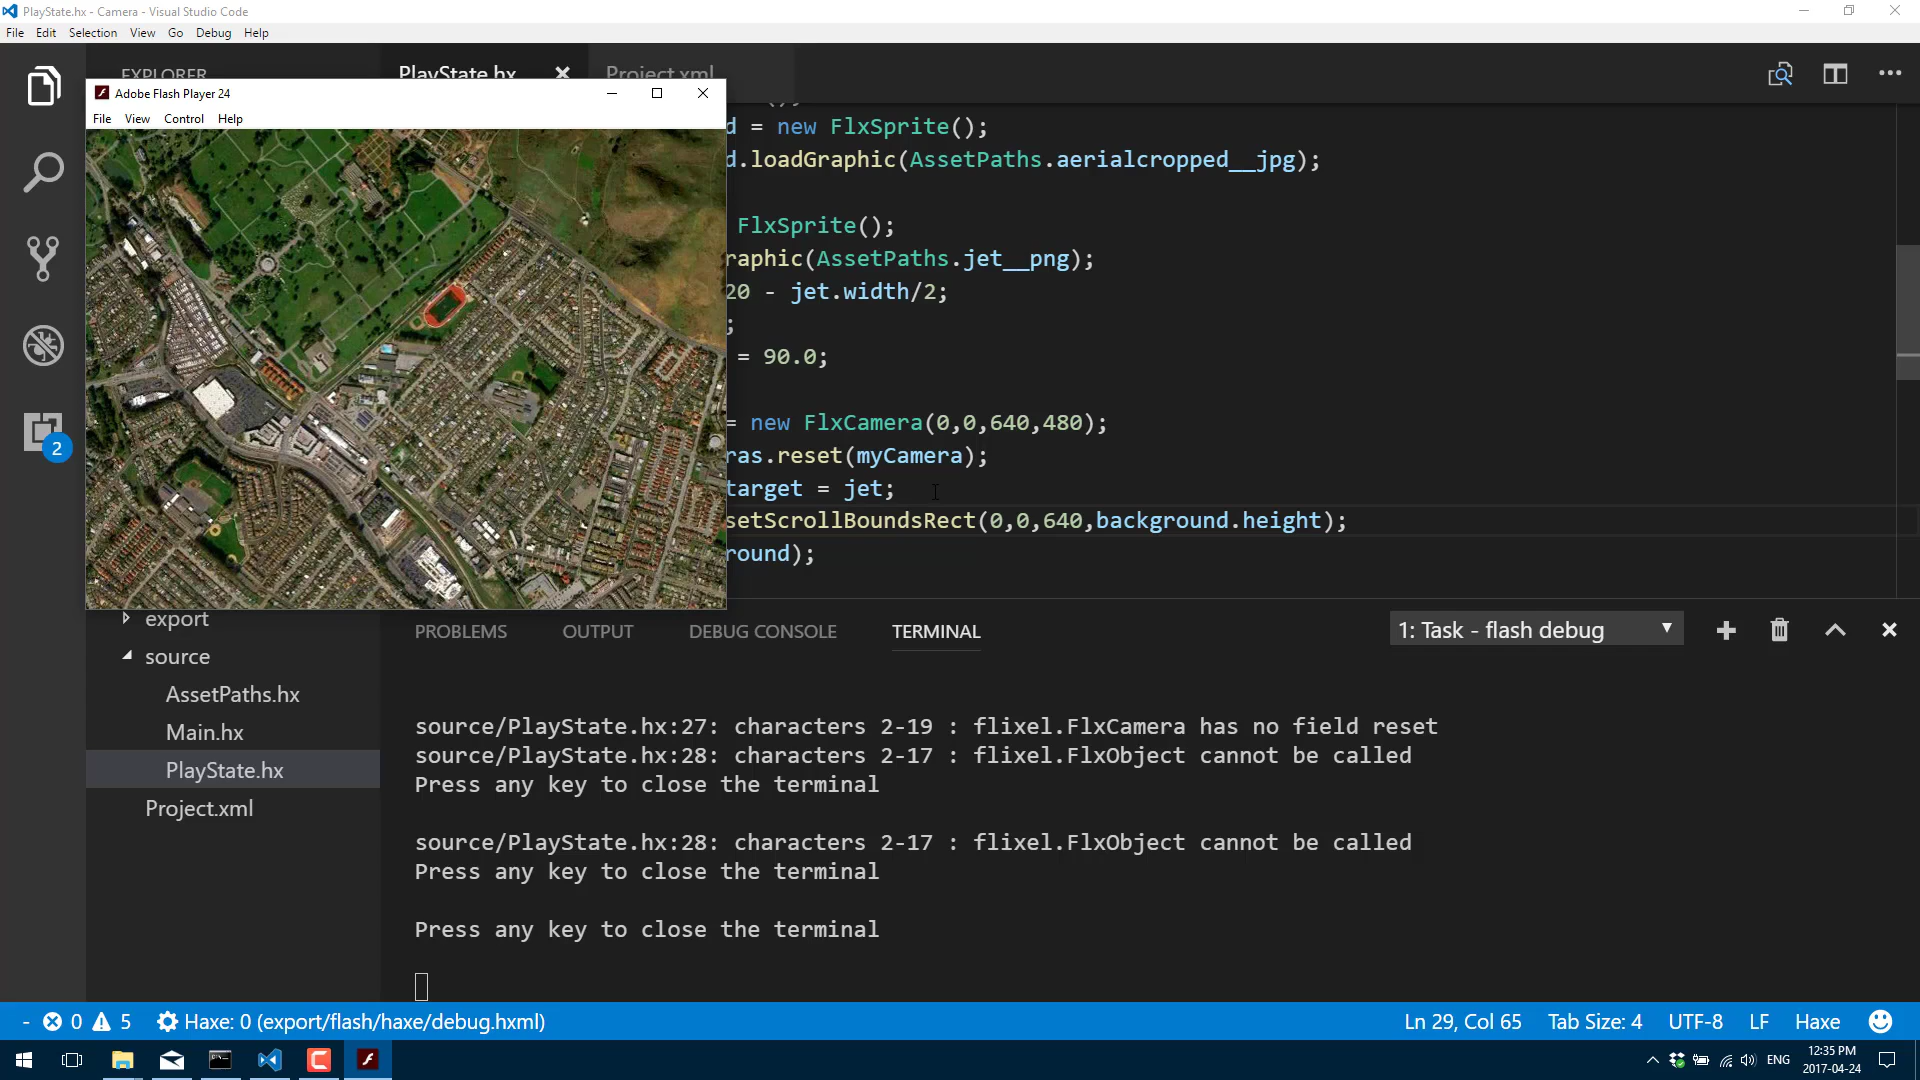 PlayState.hx - Camera - Visual Studio Code
File Edit Selection View Go Debug Help
EXPLORER
PlayState.hx
Project.xml
Adobe Flash Player 24
File View Control Help
d = new FlxSprite();
d.loadGraphic(AssetPaths.aerialcropped__jpg);
FlxSprite();
raphic(AssetPaths.jet__png);
20 - jet.width/2;
;
= 90.0;
= new FlxCamera(0,0,640,480);
ras.reset(myCamera);
target = jet;
setScrollBoundsRect(0,0,640,background.height);
round);
2
export
source
AssetPaths.hx
Main.hx
PlayState.hx
Project.xml
PROBLEMS OUTPUT DEBUG CONSOLE TERMINAL
1: Task - flash debug
source/PlayState.hx:27: characters 2-19 : flixel.FlxCamera has no field reset
source/PlayState.hx:28: characters 2-17 : flixel.FlxObject cannot be called
Press any key to close the terminal
source/PlayState.hx:28: characters 2-17 : flixel.FlxObject cannot be called
Press any key to close the terminal
Press any key to close the terminal
- 0 5 Haxe: 0 (export/flash/haxe/debug.hxml)
Ln 29, Col 65 Tab Size: 4 UTF-8 LF Haxe
ENG
12:35 PM
2017-04-24